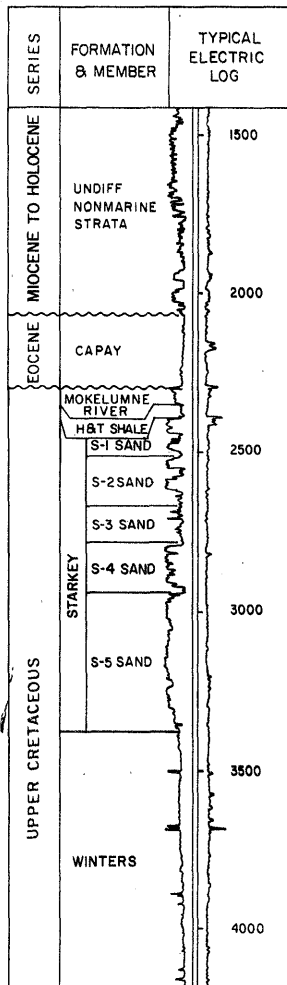 SERIES
FORMATION
& MEMBER
TYPICAL
ELECTRIC
LOG
MIOCENE TO HOLOCENE
UNDIFF
NONMARINE
STRATA
1500
2000
EOCENE
CAPAY
UPPER CRETACEOUS
MOKELUMNE
RIVER
H&T SHALE
STARKEY
S-1 SAND
2500
S-2 SAND
S-3 SAND
S-4 SAND
3000
S-5 SAND
3500
WINTERS
4000